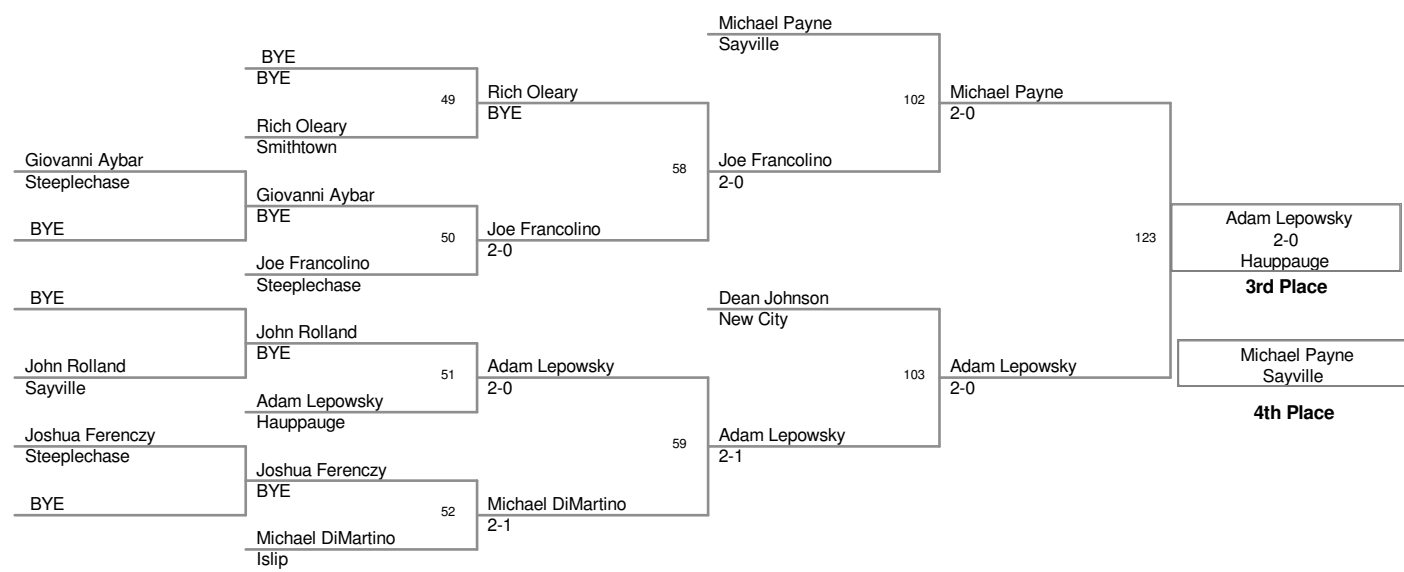 Michael Payne
Sayville
BYE
BYE
49
Rich Oleary
BYE
102
Michael Payne
2-0
Rich Oleary
Smithtown
Giovanni Aybar
Steeplechase
58
Joe Francolino
2-0
Giovanni Aybar
BYE
BYE
50
Joe Francolino
2-0
123
Adam Lepowsky
2-0
Hauppauge
3rd Place
Joe Francolino
Steeplechase
BYE
Dean Johnson
New City
John Rolland
BYE
John Rolland
Sayville
51
Adam Lepowsky
2-0
103
Adam Lepowsky
2-0
Michael Payne
Sayville
4th Place
Adam Lepowsky
Hauppauge
Joshua Ferenczy
Steeplechase
59
Adam Lepowsky
2-1
Joshua Ferenczy
BYE
BYE
52
Michael DiMartino
2-1
Michael DiMartino
Islip